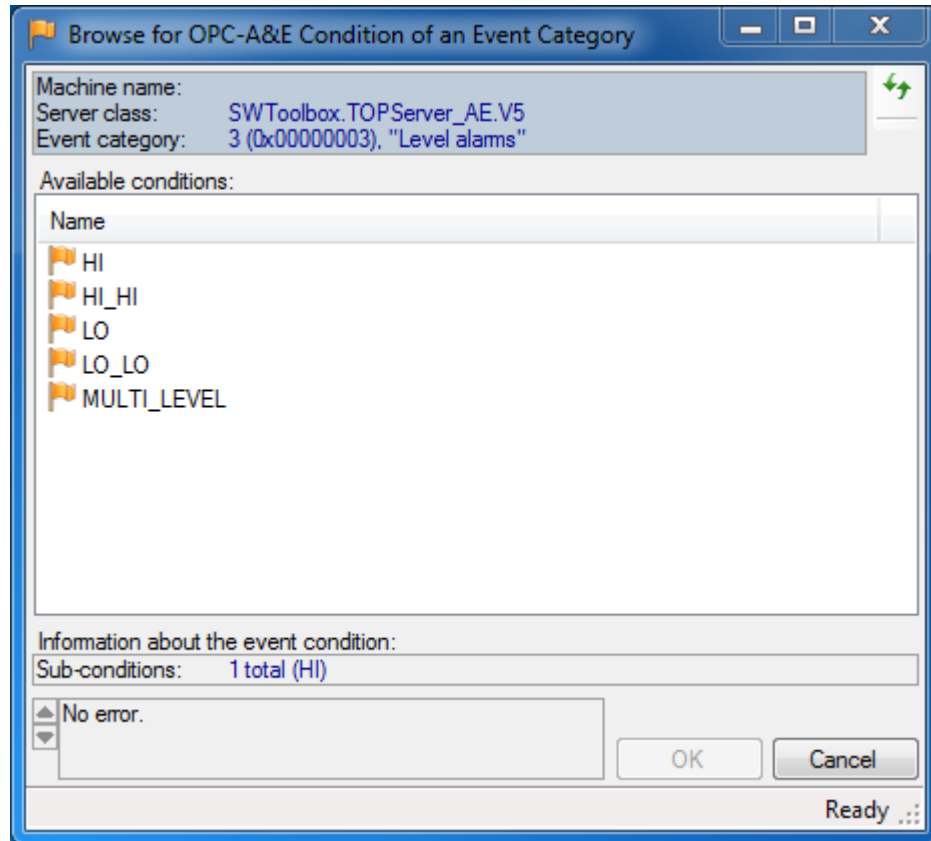 Browse for OPC-A&E Condition of an Event Category
Machine name:
Server class: SWToolbox.TOPServer_AE.V5
Event category: 3 (0x00000003), "Level alarms"
Available conditions:
Name
HI
HI_HI
LO
LO_LO
MULTI_LEVEL
Information about the event condition:
Sub-conditions: 1 total (HI)
No error.
OK Cancel
Ready